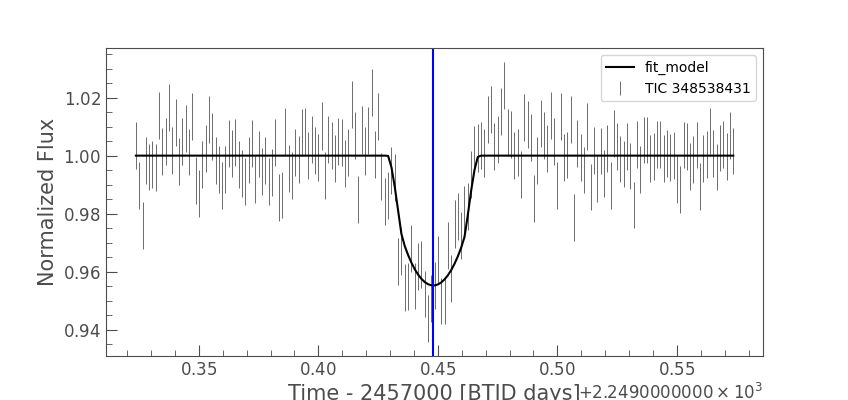 Normalized Flux
1.02
1.00
0.98
0.96
0.94
fit_model
TIC 348538431
0.35
0.40
0.45
0.50
0.55
Time - 2457000 [BTJD days]
+2.2490000000 × 10³